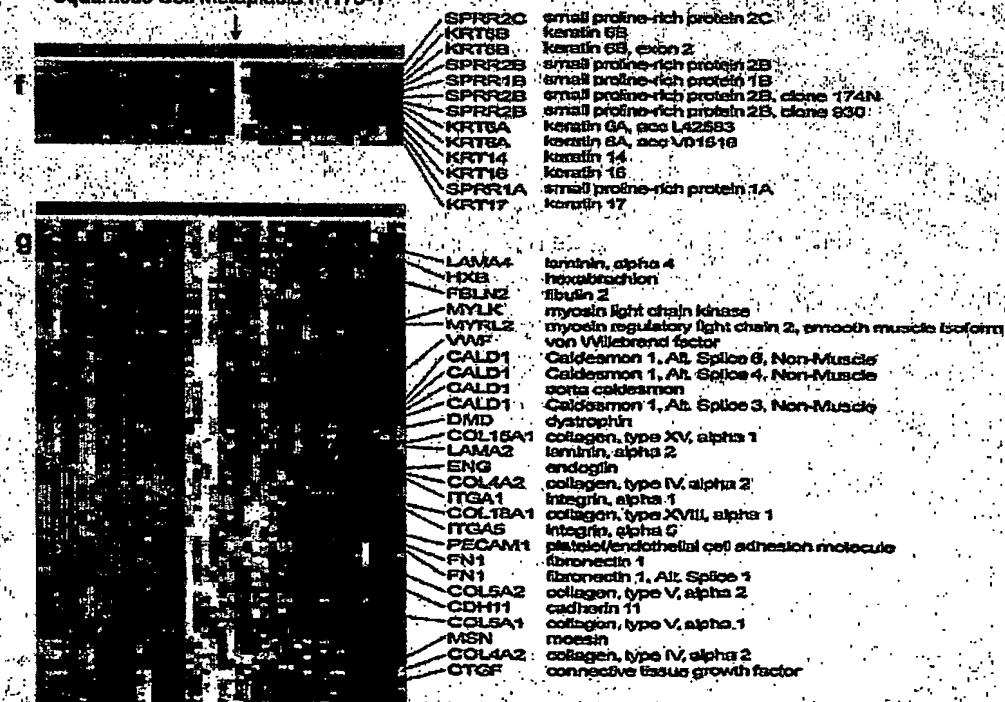 Squamous Cell Metaplasia: 1178-1
f
SPRR2C small proline-rich protein 2C
KRT6B keratin 6B
KRT6B keratin 6B, exon 2
SPRR2B small proline-rich protein 2B
SPRR1B small proline-rich protein 1B
SPRR2B small proline-rich protein 2B, clone 174N
SPRR2B small proline-rich protein 2B, clone 930
KRT6A keratin 6A, acc L42583
KRT6A keratin 6A, acc V01516
KRT14 keratin 14
KRT16 keratin 16
SPRR1A small proline-rich protein 1A
KRT17 keratin 17
g
LAMA4 laminin, alpha 4
HXB hexabrachion
FBLN2 fibulin 2
MYLK myosin light chain kinase
MYRL2 myosin regulatory light chain 2, smooth muscle isoform
VWF von Willebrand factor
CALD1 Caldesmon 1, Alt. Splice 6, Non-Muscle
CALD1 Caldesmon 1, Alt. Splice 4, Non-Muscle
CALD1 aorta caldesmon
CALD1 Caldesmon 1, Alt. Splice 3, Non-Muscle
DMD dystrophin
COL15A1 collagen, type XV, alpha 1
LAMA2 laminin, alpha 2
ENG endoglin
COL4A2 collagen, type IV, alpha 2
ITGA1 integrin, alpha 1
COL18A1 collagen, type XVIII, alpha 1
ITGA5 integrin, alpha 5
PECAM1 platelet/endothelial cell adhesion molecule
FN1 fibronectin 1
FN1 fibronectin 1, Alt. Splice 1
COL5A2 collagen, type V, alpha 2
CDH11 cadherin 11
COL5A1 collagen, type V, alpha 1
MSN moesin
COL4A2 collagen, type IV, alpha 2
CTGF connective tissue growth factor